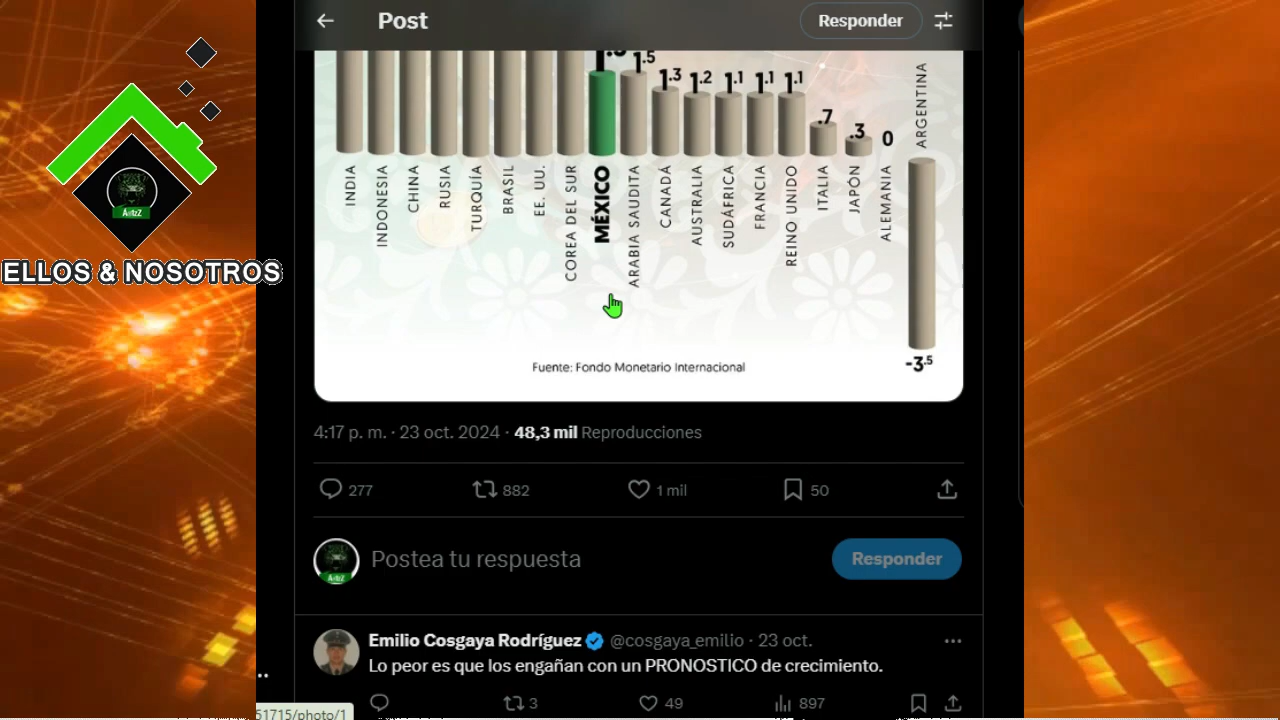 Post
Responder
1.5
1.3
1.2
1.1
1.1
1.1
.7
.3
0
ARGENTINA
INDIA
INDONESIA
CHINA
RUSIA
TURQUÍA
BRASIL
EE. UU.
COREA DEL SUR
MÉXICO
ARABIA SAUDITA
CANADÁ
AUSTRALIA
SUDÁFRICA
FRANCIA
REINO UNIDO
ITALIA
JAPÓN
ALEMANIA
-3.5
Fuente: Fondo Monetario Internacional
ArtbZ
ELLOS & NOSOTROS
4:17 p. m. · 23 oct. 2024 · 48,3 mil Reproducciones
277 882 1 mil 50
Postea tu respuesta
Responder
Emilio Cosgaya Rodríguez @cosgaya_emilio · 23 oct.
Lo peor es que los engañan con un PRONOSTICO de crecimiento.
3 49 897
61715/photo/1